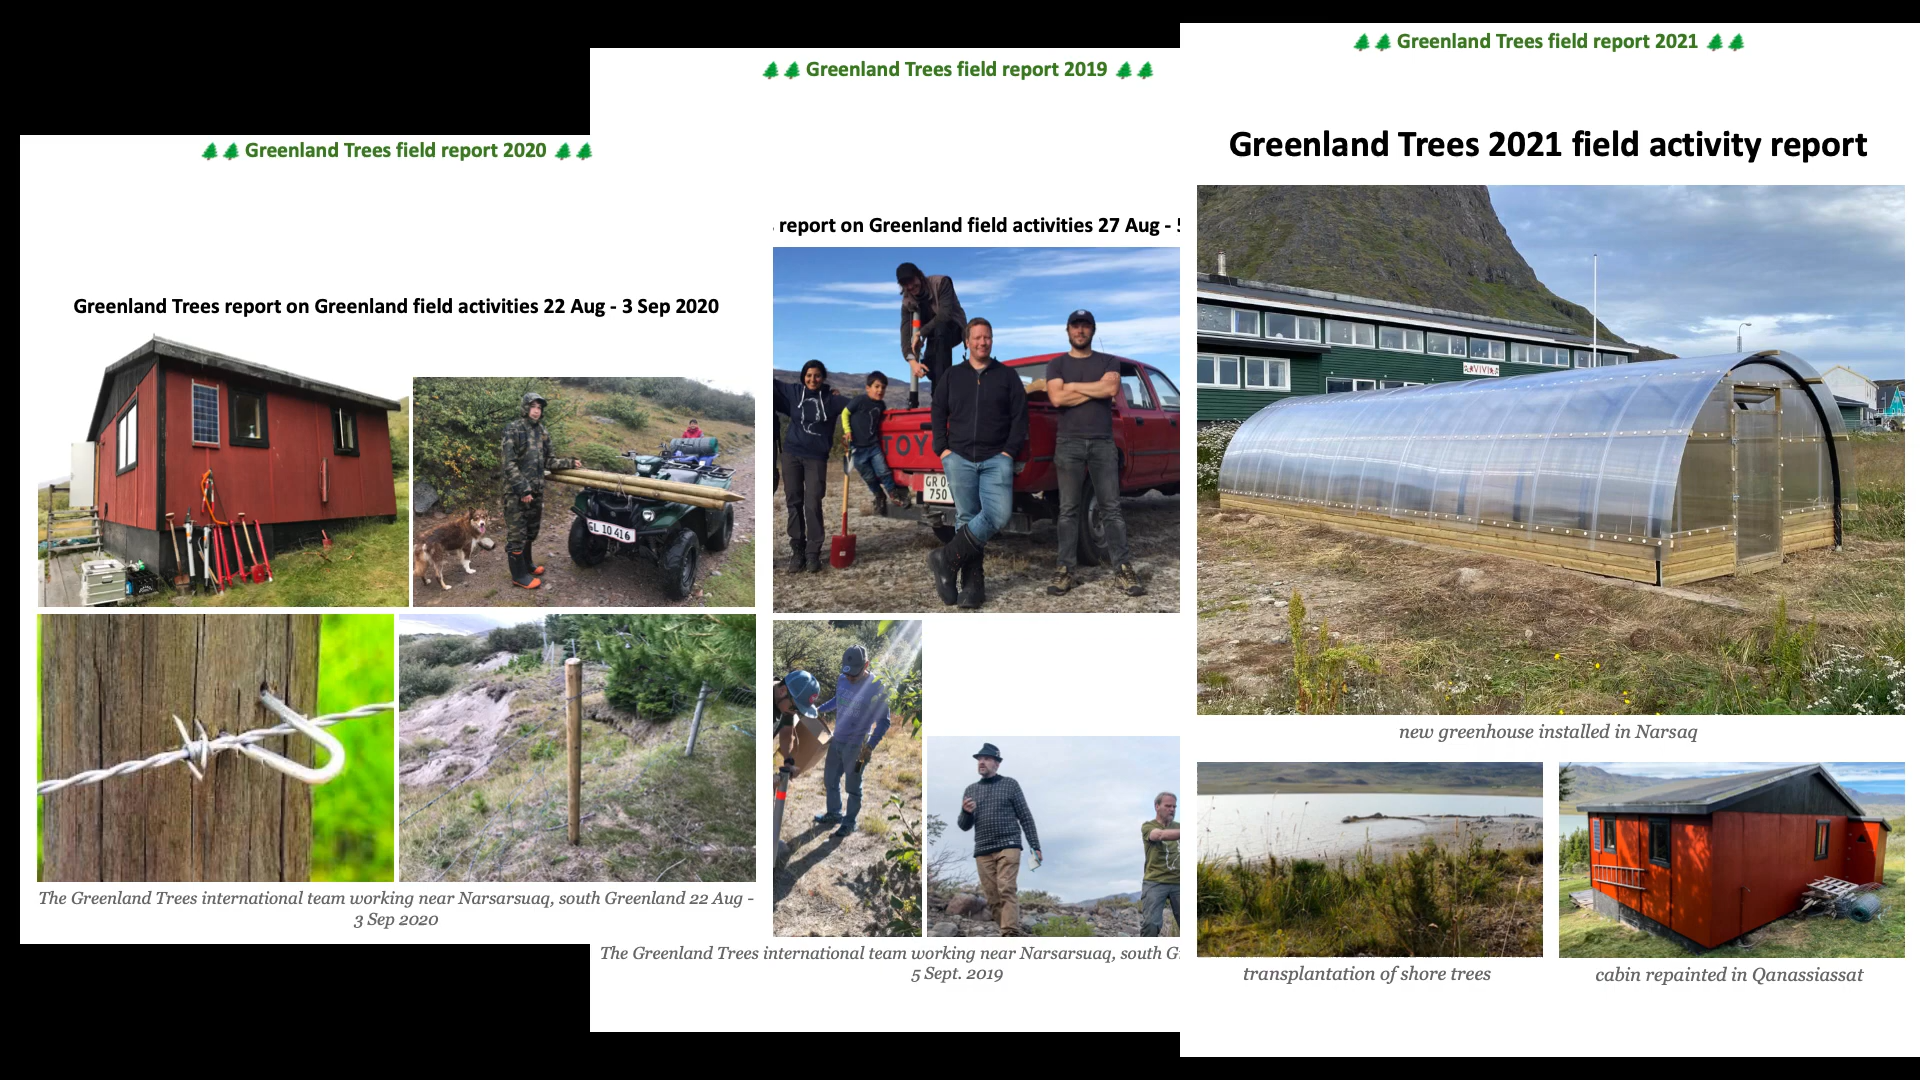 🌲🌲 Greenland Trees field report 2020 🌲🌲
Greenland Trees report on Greenland field activities 22 Aug - 3 Sep 2020
GL 10 416
The Greenland Trees international team working near Narsarsuaq, south Greenland 22 Aug -
3 Sep 2020
🌲🌲 Greenland Trees field report 2019 🌲🌲
report on Greenland field activities 27 Aug -
TOY
GR 0
750
The Greenland Trees international team working near Narsarsuaq, south
5 Sept. 2019
🌲🌲 Greenland Trees field report 2021 🌲🌲
Greenland Trees 2021 field activity report
new greenhouse installed in Narsaq
transplantation of shore trees
cabin repainted in Qanassiassat